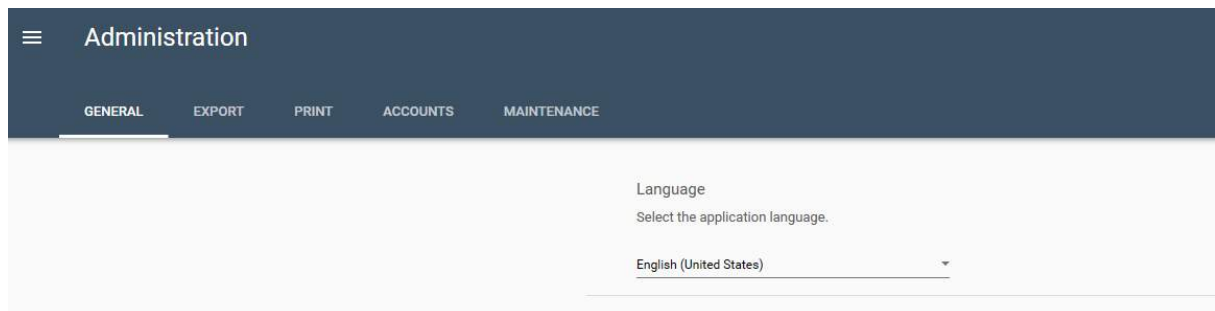 Administration
GENERAL EXPORT PRINT ACCOUNTS MAINTENANCE
Language
Select the application language.
English (United States)